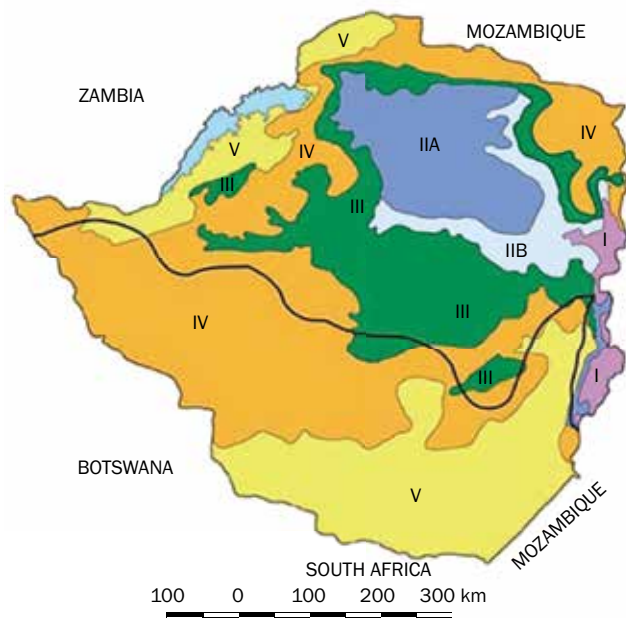 V
MOZAMBIQUE
ZAMBIA
V
IV
IIA
IV
III
III
I
IIB
IV
III
III
I
BOTSWANA
V
MOZAMBIQUE
SOUTH AFRICA
100 0 100 200 300 km